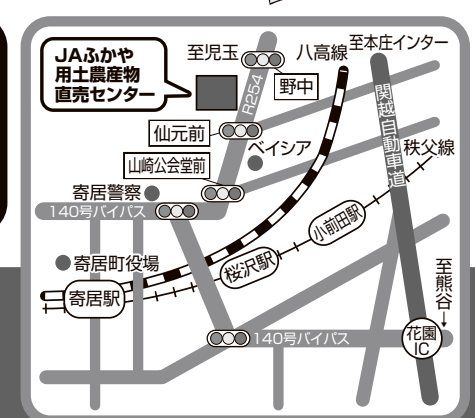 JAふかや
用土農産物
直売センター
至児玉
八高線
至本庄インター
野中
R254
仙元前
ベイシア
関越自動車道
山崎公会堂前
秩父線
寄居警察
140号バイパス
小前田駅
桜沢駅
寄居町役場
寄居駅
至熊谷
140号バイパス
花園
IC